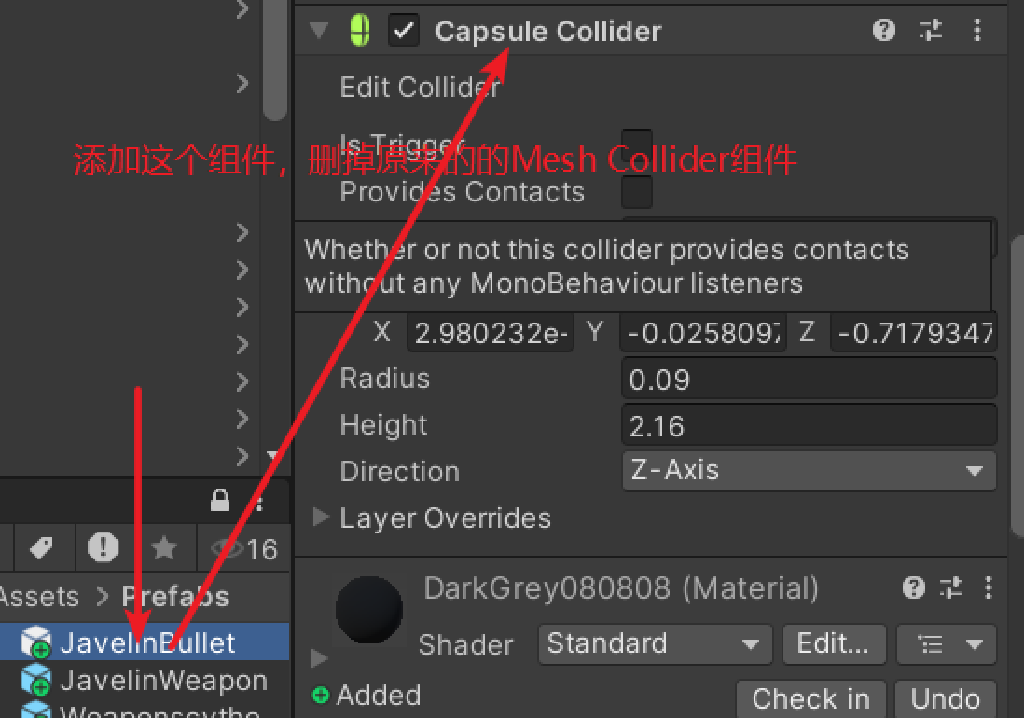 Capsule Collider
Edit Collider
Is Trigger
添加这个组件，删掉原来的的Mesh Collider组件
Provides Contacts
Whether or not this collider provides contacts
without any MonoBehaviour listeners
X 2.980232e- Y -0.0258097 Z -0.7179347
Radius 0.09
Height 2.16
Direction Z-Axis
Layer Overrides
16
Assets > Prefabs
DarkGrey080808 (Material)
Shader Standard Edit...
JavelinBullet
JavelinWeapon
Added Check in Undo
Weaponscythe